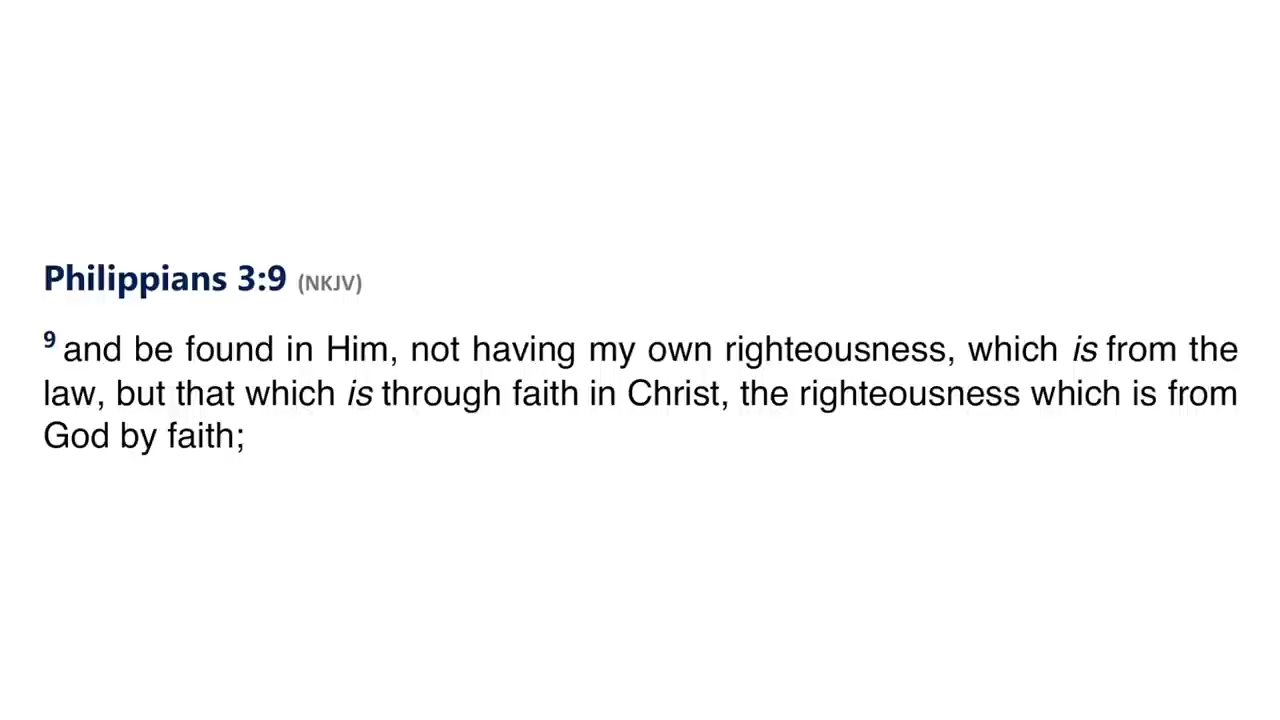 Philippians 3:9 (NKJV)
9 and be found in Him, not having my own righteousness, which is from the
law, but that which is through faith in Christ, the righteousness which is from
God by faith;